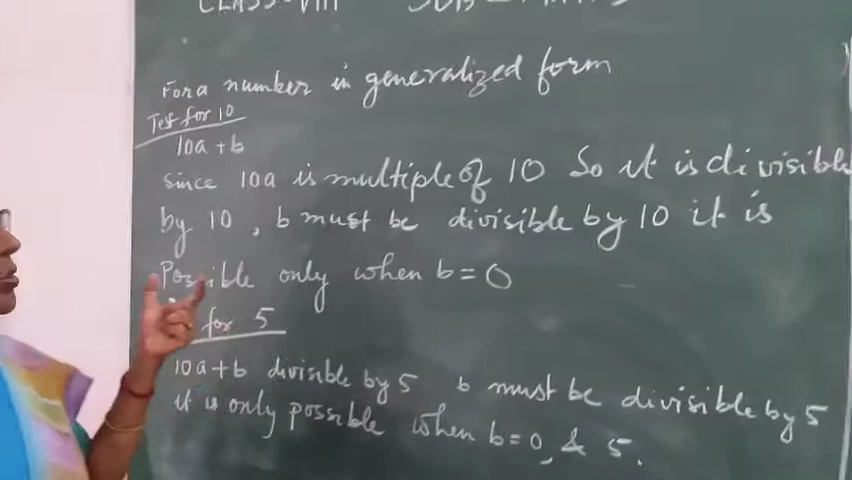 CLASS-VIII
For a number in generalized form
Test for 10
10a + b
since 10a is multiple of 10 So it is divisible
by 10 , b must be divisible by 10 it is
Possible only when b = 0
for 5
10a+b divisible by 5 b must be divisible by 5
it is only possible when b = 0, & 5.